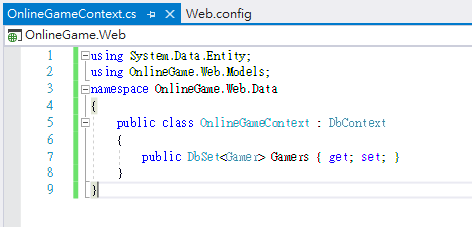 OnlineGameContext.cs Web.config
OnlineGame.Web
1 using System.Data.Entity;
2 using OnlineGame.Web.Models;
3 namespace OnlineGame.Web.Data
4 {
5 public class OnlineGameContext : DbContext
6 {
7 public DbSet<Gamer> Gamers { get; set; }
8 }
9 }